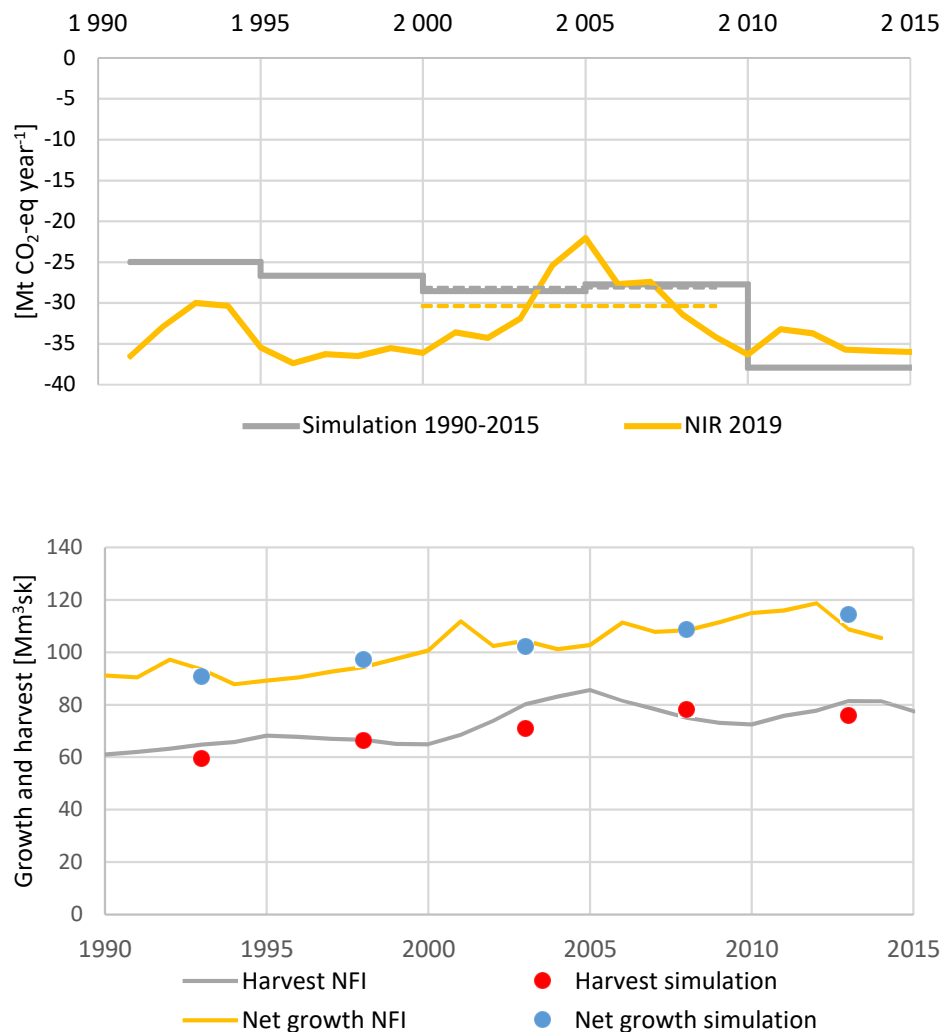 1 990 1 995 2 000 2 005 2 010 2 015
0
-5
-10
-15
-20
-25
-30
-35
-40
[Mt CO₂-eq year⁻¹]
Simulation 1990-2015 NIR 2019
140
120
100
80
60
40
20
0
Growth and harvest [Mm³sk]
1990 1995 2000 2005 2010 2015
Harvest NFI Harvest simulation
Net growth NFI Net growth simulation